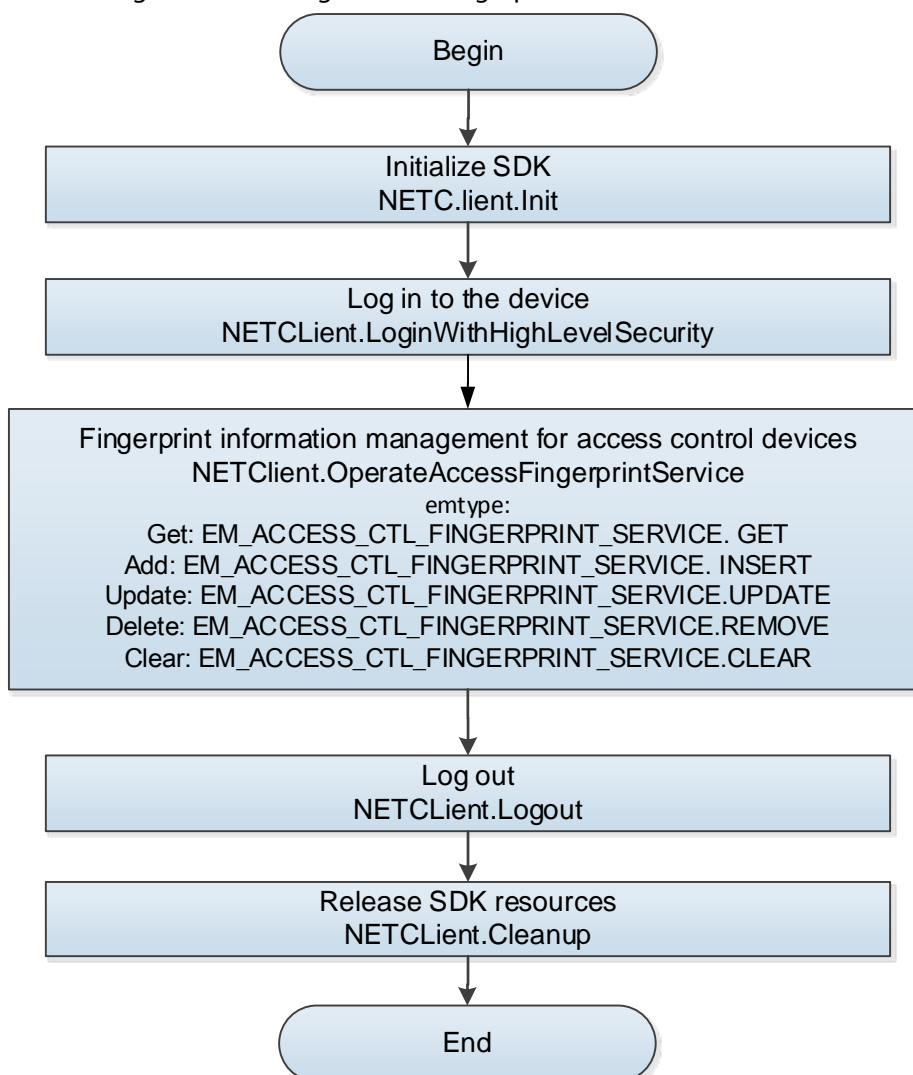 Begin
Initialize SDK
NETC.lient.Init
Log in to the device
NETCLient.LoginWithHighLevelSecurity
Fingerprint information management for access control devices
NETClient.OperateAccessFingerprintService
emtype:
Get: EM_ACCESS_CTL_FINGERPRINT_SERVICE. GET
Add: EM_ACCESS_CTL_FINGERPRINT_SERVICE. INSERT
Update: EM_ACCESS_CTL_FINGERPRINT_SERVICE.UPDATE
Delete: EM_ACCESS_CTL_FINGERPRINT_SERVICE.REMOVE
Clear: EM_ACCESS_CTL_FINGERPRINT_SERVICE.CLEAR
Log out
NETCLient.Logout
Release SDK resources
NETCLient.Cleanup
End